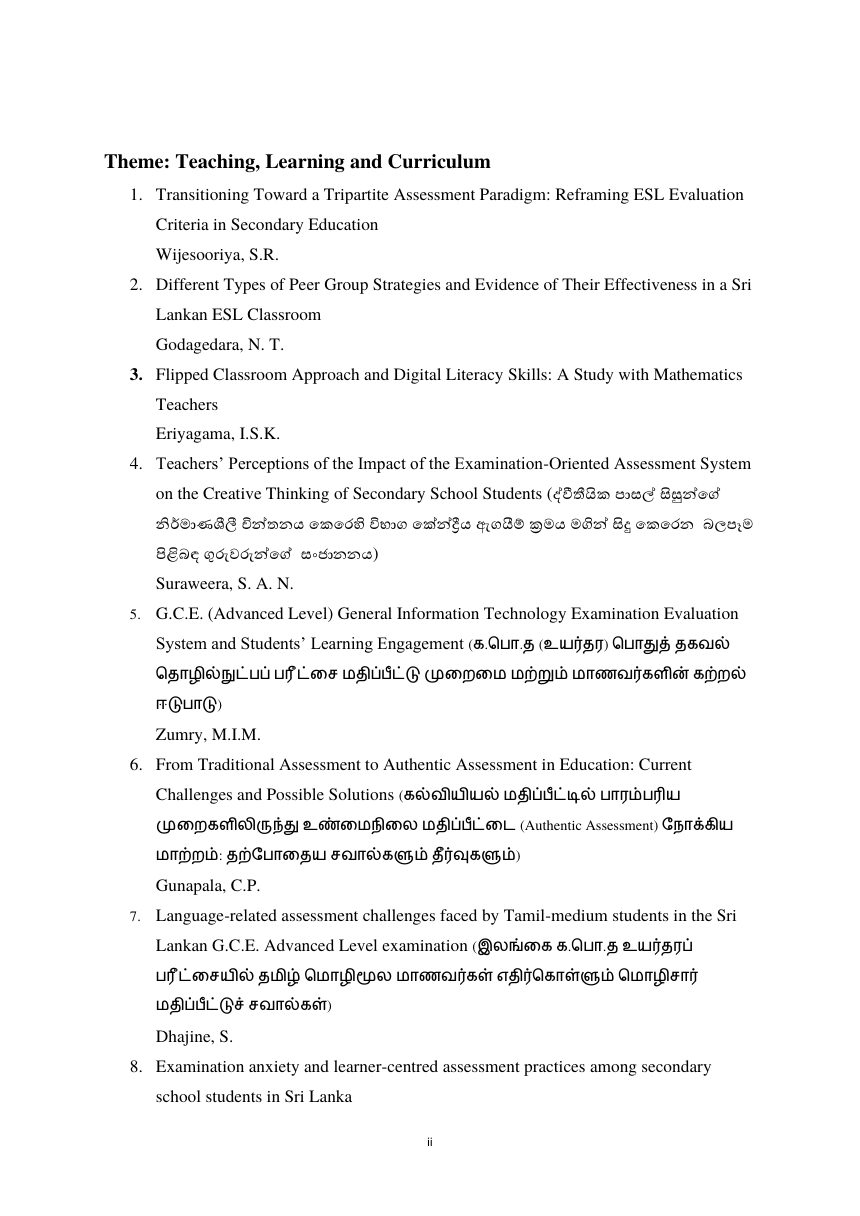 Theme: Teaching, Learning and Curriculum
1. Transitioning Toward a Tripartite Assessment Paradigm: Reframing ESL Evaluation
Criteria in Secondary Education
Wijesooriya, S.R.
2. Different Types of Peer Group Strategies and Evidence of Their Effectiveness in a Sri
Lankan ESL Classroom
Godagedara, N. T.
3. Flipped Classroom Approach and Digital Literacy Skills: A Study with Mathematics
Teachers
Eriyagama, I.S.K.
4. Teachers’ Perceptions of the Impact of the Examination-Oriented Assessment System
on the Creative Thinking of Secondary School Students (ද්විතීයික පාසල් සිසුන්ගේ
නිර්මාණශීලී චින්තනය කෙරෙහි විභාග කේන්ද්‍රීය ඇගයීම් ක්‍රමය මගින් සිදු කෙරෙන බලපෑම
පිළිබඳ ගුරුවරුන්ගේ සංජානනය)
Suraweera, S. A. N.
5. G.C.E. (Advanced Level) General Information Technology Examination Evaluation
System and Students’ Learning Engagement (க.பொ.த (உயர்தர) பொதுத் தகவல்
தொழில்நுட்பப் பரீட்சை மதிப்பீட்டு முறைமை மற்றும் மாணவர்களின் கற்றல்
ஈடுபாடு)
Zumry, M.I.M.
6. From Traditional Assessment to Authentic Assessment in Education: Current
Challenges and Possible Solutions (கல்வியியல் மதிப்பீட்டில் பாரம்பரிய
முறைகளிலிருந்து உண்மைநிலை மதிப்பீட்டை (Authentic Assessment) நோக்கிய
மாற்றம்: தற்போதைய சவால்களும் தீர்வுகளும்)
Gunapala, C.P.
7. Language-related assessment challenges faced by Tamil-medium students in the Sri
Lankan G.C.E. Advanced Level examination (இலங்கை க.பொ.த உயர்தரப்
பரீட்சையில் தமிழ் மொழிமூல மாணவர்கள் எதிர்கொள்ளும் மொழிசார்
மதிப்பீட்டுச் சவால்கள்)
Dhajine, S.
8. Examination anxiety and learner-centred assessment practices among secondary
school students in Sri Lanka
ii